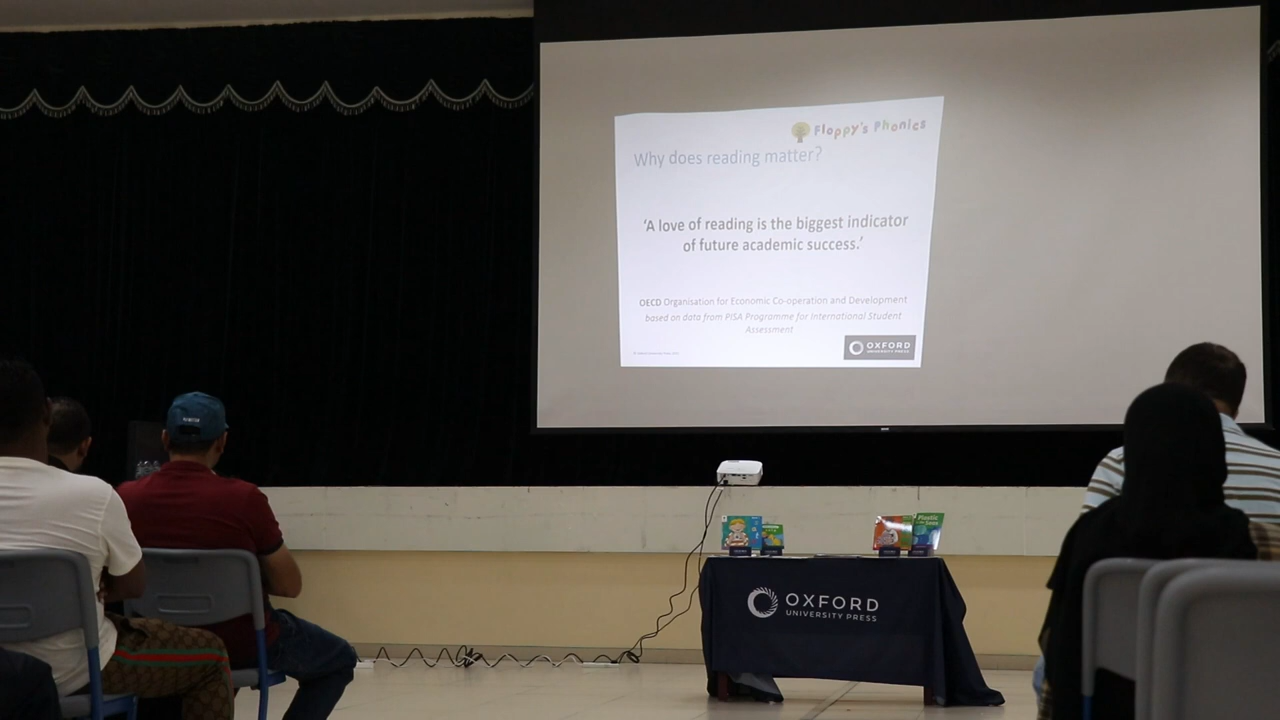 Floppy's Phonics
Why does reading matter?
'A love of reading is the biggest indicator
of future academic success.'
OECD Organisation for Economic Co-operation and Development
based on data from PISA Programme for International Student
Assessment
OXFORD
UNIVERSITY PRESS
Plastic
Seas
OXFORD
UNIVERSITY PRESS